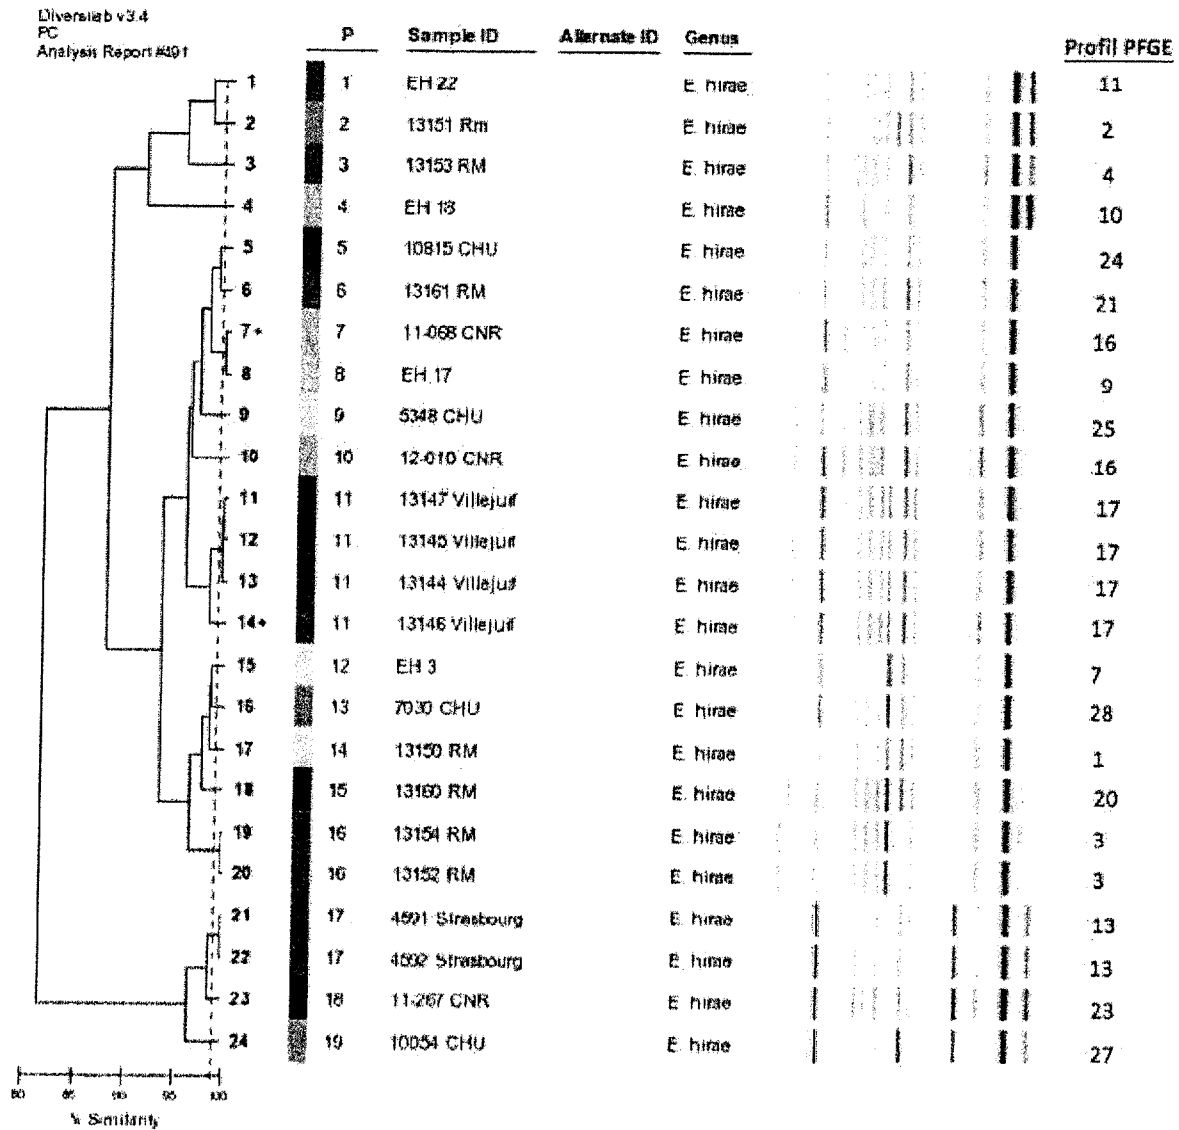 Diversilab v3.4
PC
Analysis Report #491
P Sample ID Alternate ID Genus Profil PFGE
1 1 EH 22 E. hirae 11
2 2 13151 Rm E. hirae 2
3 3 13153 RM E. hirae 4
4 4 EH 18 E. hirae 10
5 5 10815 CHU E. hirae 24
6 6 13161 RM E. hirae 21
7+ 7 11-068 CNR E. hirae 16
8 8 EH 17 E. hirae 9
9 9 5348 CHU E. hirae 25
10 10 12-010 CNR E. hirae 16
11 11 13147 Villejuif E. hirae 17
12 11 13145 Villejuif E. hirae 17
13 11 13144 Villejuif E. hirae 17
14+ 11 13146 Villejuif E. hirae 17
15 12 EH 3 E. hirae 7
16 13 7030 CHU E. hirae 28
17 14 13150 RM E. hirae 1
18 15 13160 RM E. hirae 20
19 16 13154 RM E. hirae 3
20 16 13152 RM E. hirae 3
21 17 4591 Strasbourg E. hirae 13
22 17 4592 Strasbourg E. hirae 13
23 18 11-267 CNR E. hirae 23
24 19 10054 CHU E. hirae 27
80 85 90 95 100
% Similarity